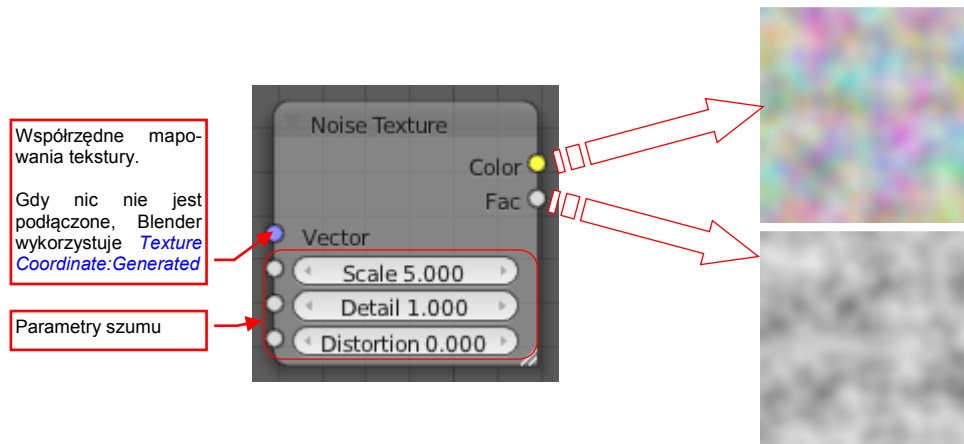 Współrzędne mapo-
wania tekstury.
Gdy nic nie jest
podłączone, Blender
wykorzystuje Texture
Coordinate:Generated
Parametry szumu
Noise Texture
Color
Fac
Vector
Scale 5.000
Detail 1.000
Distortion 0.000